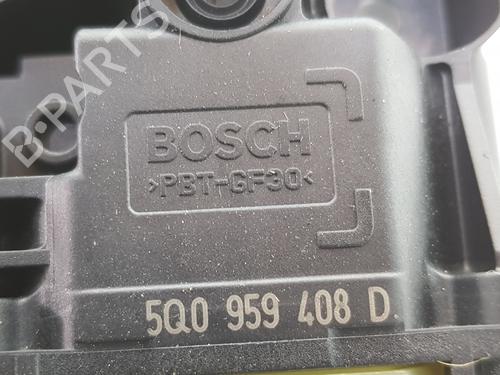 B-PARTS
BOSCH
>PBT-GF30<
5Q0 959 408 D